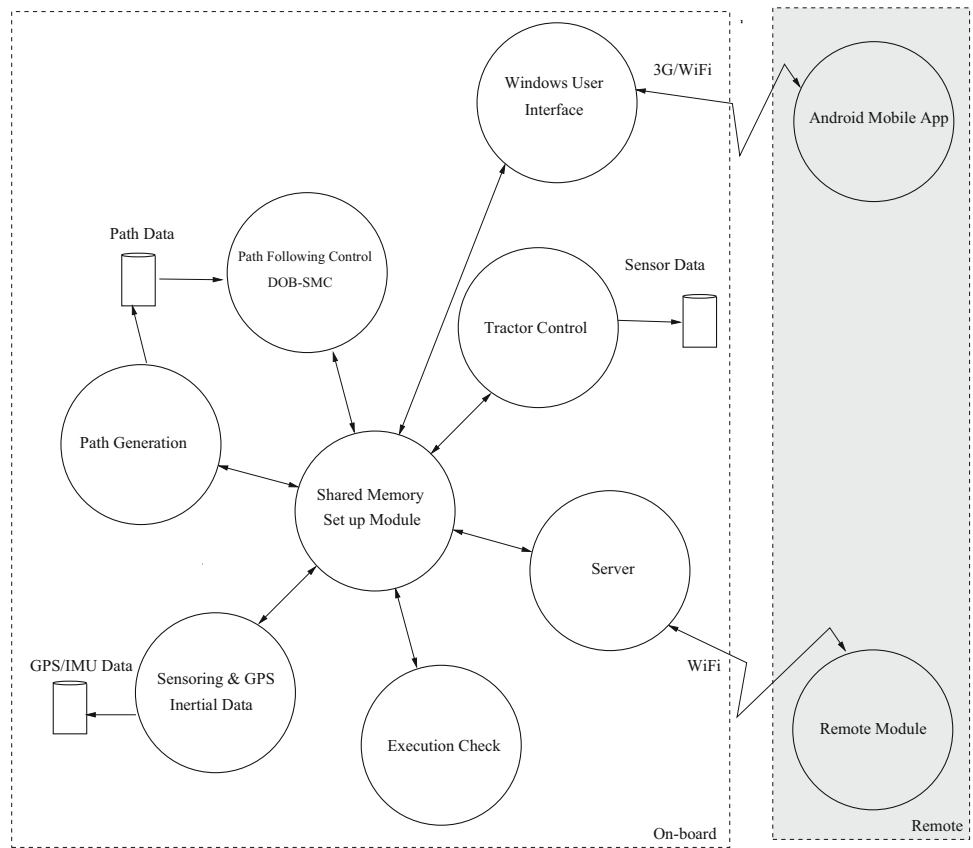 3G/WiFi
Windows User
Interface
Android Mobile App
Path Data
Path Following Control
DOB-SMC
Sensor Data
Tractor Control
Path Generation
Shared Memory
Set up Module
Server
WiFi
GPS/IMU Data
Sensoring & GPS
Inertial Data
Execution Check
Remote Module
On-board
Remote